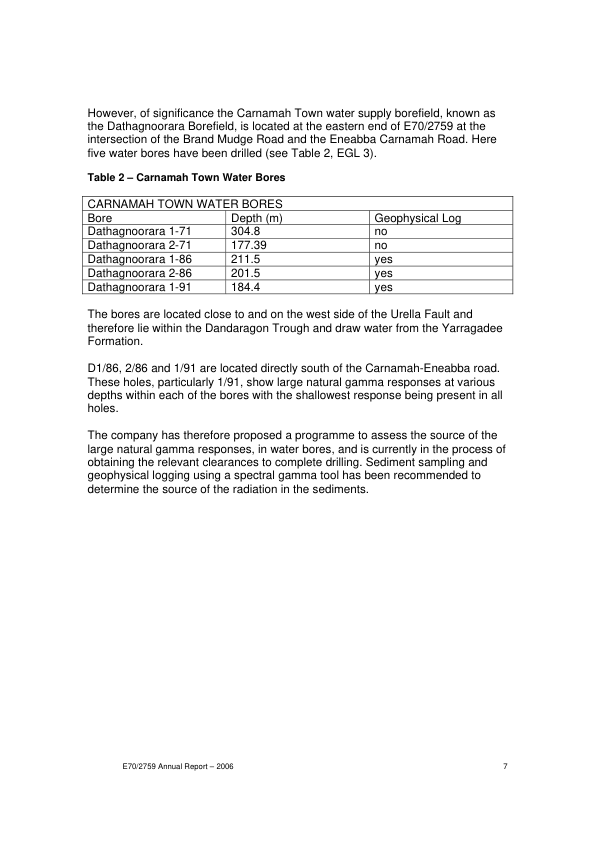 However, of significance the Carnamah Town water supply borefield, known as
the Dathagnoorara Borefield, is located at the eastern end of E70/2759 at the
intersection of the Brand Mudge Road and the Eneabba Carnamah Road. Here
five water bores have been drilled (see Table 2, EGL 3).
Table 2 – Carnamah Town Water Bores
CARNAMAH TOWN WATER BORES
Bore Depth (m) Geophysical Log
Dathagnoorara 1-71 304.8 no
Dathagnoorara 2-71 177.39 no
Dathagnoorara 1-86 211.5 yes
Dathagnoorara 2-86 201.5 yes
Dathagnoorara 1-91 184.4 yes
The bores are located close to and on the west side of the Urella Fault and
therefore lie within the Dandaragon Trough and draw water from the Yarragadee
Formation.
D1/86, 2/86 and 1/91 are located directly south of the Carnamah-Eneabba road.
These holes, particularly 1/91, show large natural gamma responses at various
depths within each of the bores with the shallowest response being present in all
holes.
The company has therefore proposed a programme to assess the source of the
large natural gamma responses, in water bores, and is currently in the process of
obtaining the relevant clearances to complete drilling. Sediment sampling and
geophysical logging using a spectral gamma tool has been recommended to
determine the source of the radiation in the sediments.
E70/2759 Annual Report – 2006 7